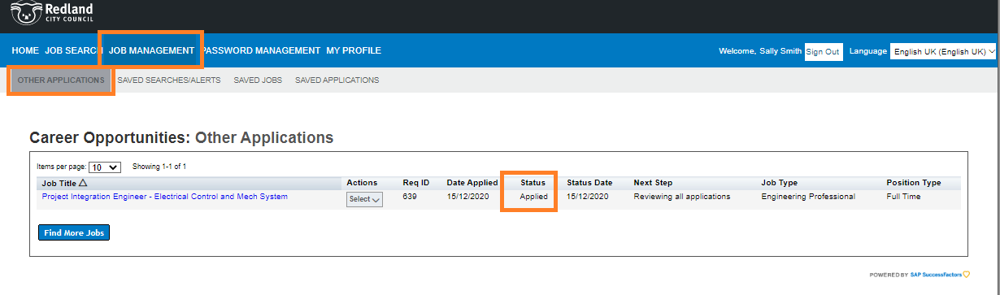 Redland
CITY COUNCIL
HOME JOB SEARCH JOB MANAGEMENT PASSWORD MANAGEMENT MY PROFILE Welcome, Sally Smith Sign Out Language English UK (English UK)
OTHER APPLICATIONS SAVED SEARCHES/ALERTS SAVED JOBS SAVED APPLICATIONS
Career Opportunities: Other Applications
Items per page: 10 Showing 1-1 of 1
Job Title Actions Req ID Date Applied Status Status Date Next Step Job Type Position Type
Project Integration Engineer - Electrical Control and Mech System Select 639 15/12/2020 Applied 15/12/2020 Reviewing all applications Engineering Professional Full Time
Find More Jobs
POWERED BY SAP SuccessFactors